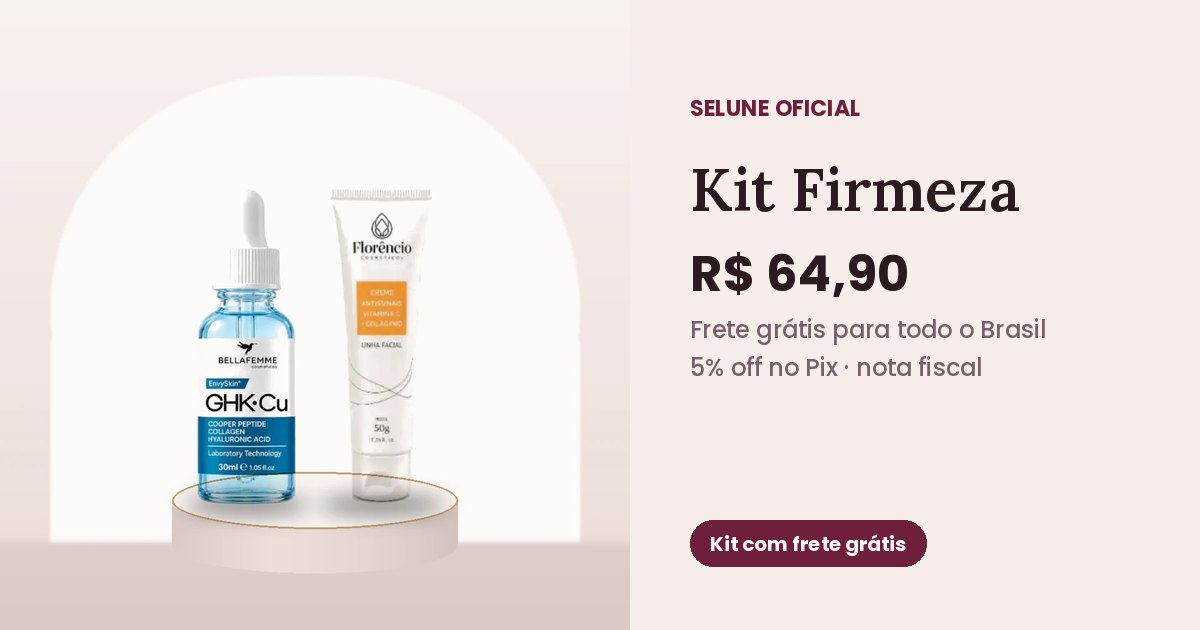 SELUNE OFICIAL
Kit Firmeza
R$ 64,90
Frete grátis para todo o Brasil
5% off no Pix · nota fiscal
Kit com frete grátis
BELLAFEMME
cosméticos
EnvySkin®
GHK·Cu
COOPER PEPTIDE
COLLAGEN
HYALURONIC ACID
Laboratory Technology
30ml ℮ 1.05 fl.oz
Florêncio
COSMÉTICOS
CREME
ANTISSINAIS
VITAMINA C
+ COLÁGENO
LINHA FACIAL
50g